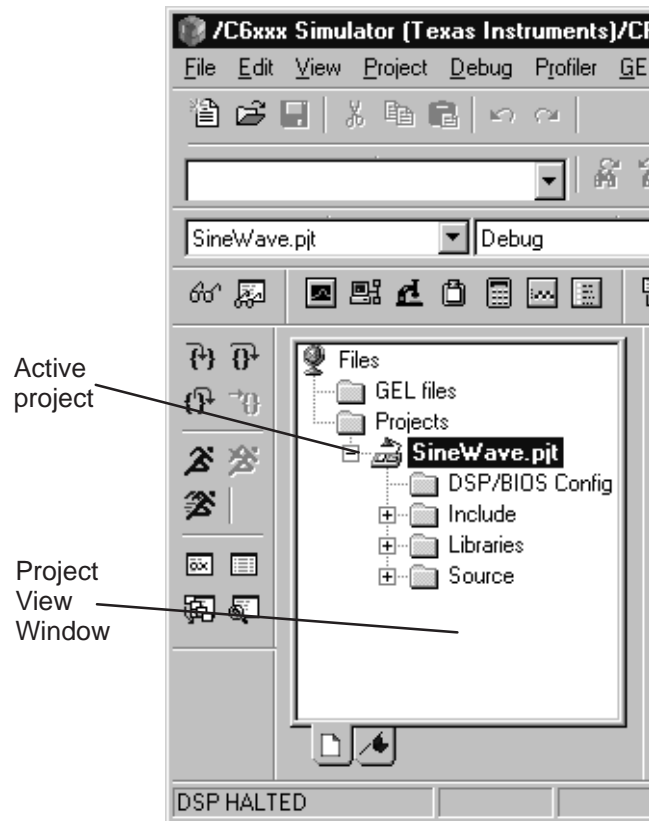 /C6xxx Simulator (Texas Instruments)/CP
File Edit View Project Debug Profiler GE
SineWave.pjt Debug
Files
GEL files
Projects
SineWave.pjt
DSP/BIOS Config
Include
Libraries
Source
Active
project
Project
View
Window
DSP HALTED